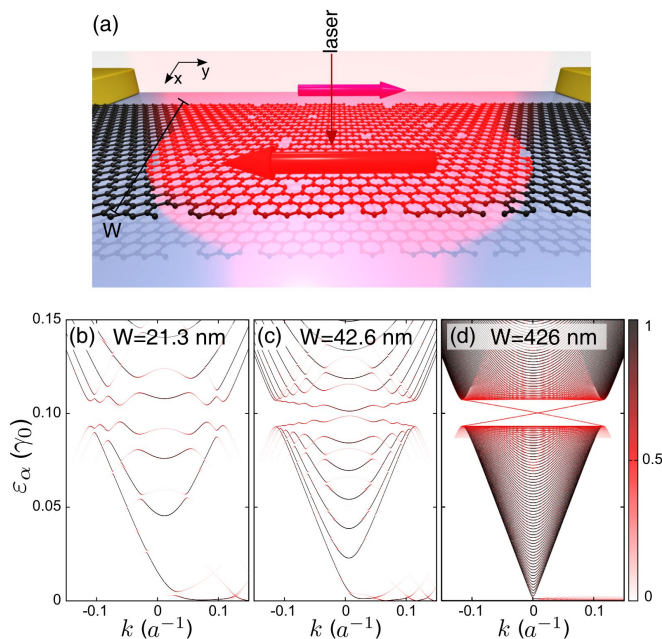 (a)
laser
x
y
W
(b) W=21.3 nm
(c) W=42.6 nm
(d) W=426 nm
0.15
0.10
0.05
0.00
εα (γ0)
-0.1 0 0.1
-0.1 0 0.1
-0.1 0 0.1
k (a⁻¹)
k (a⁻¹)
k (a⁻¹)
1
0.5
0